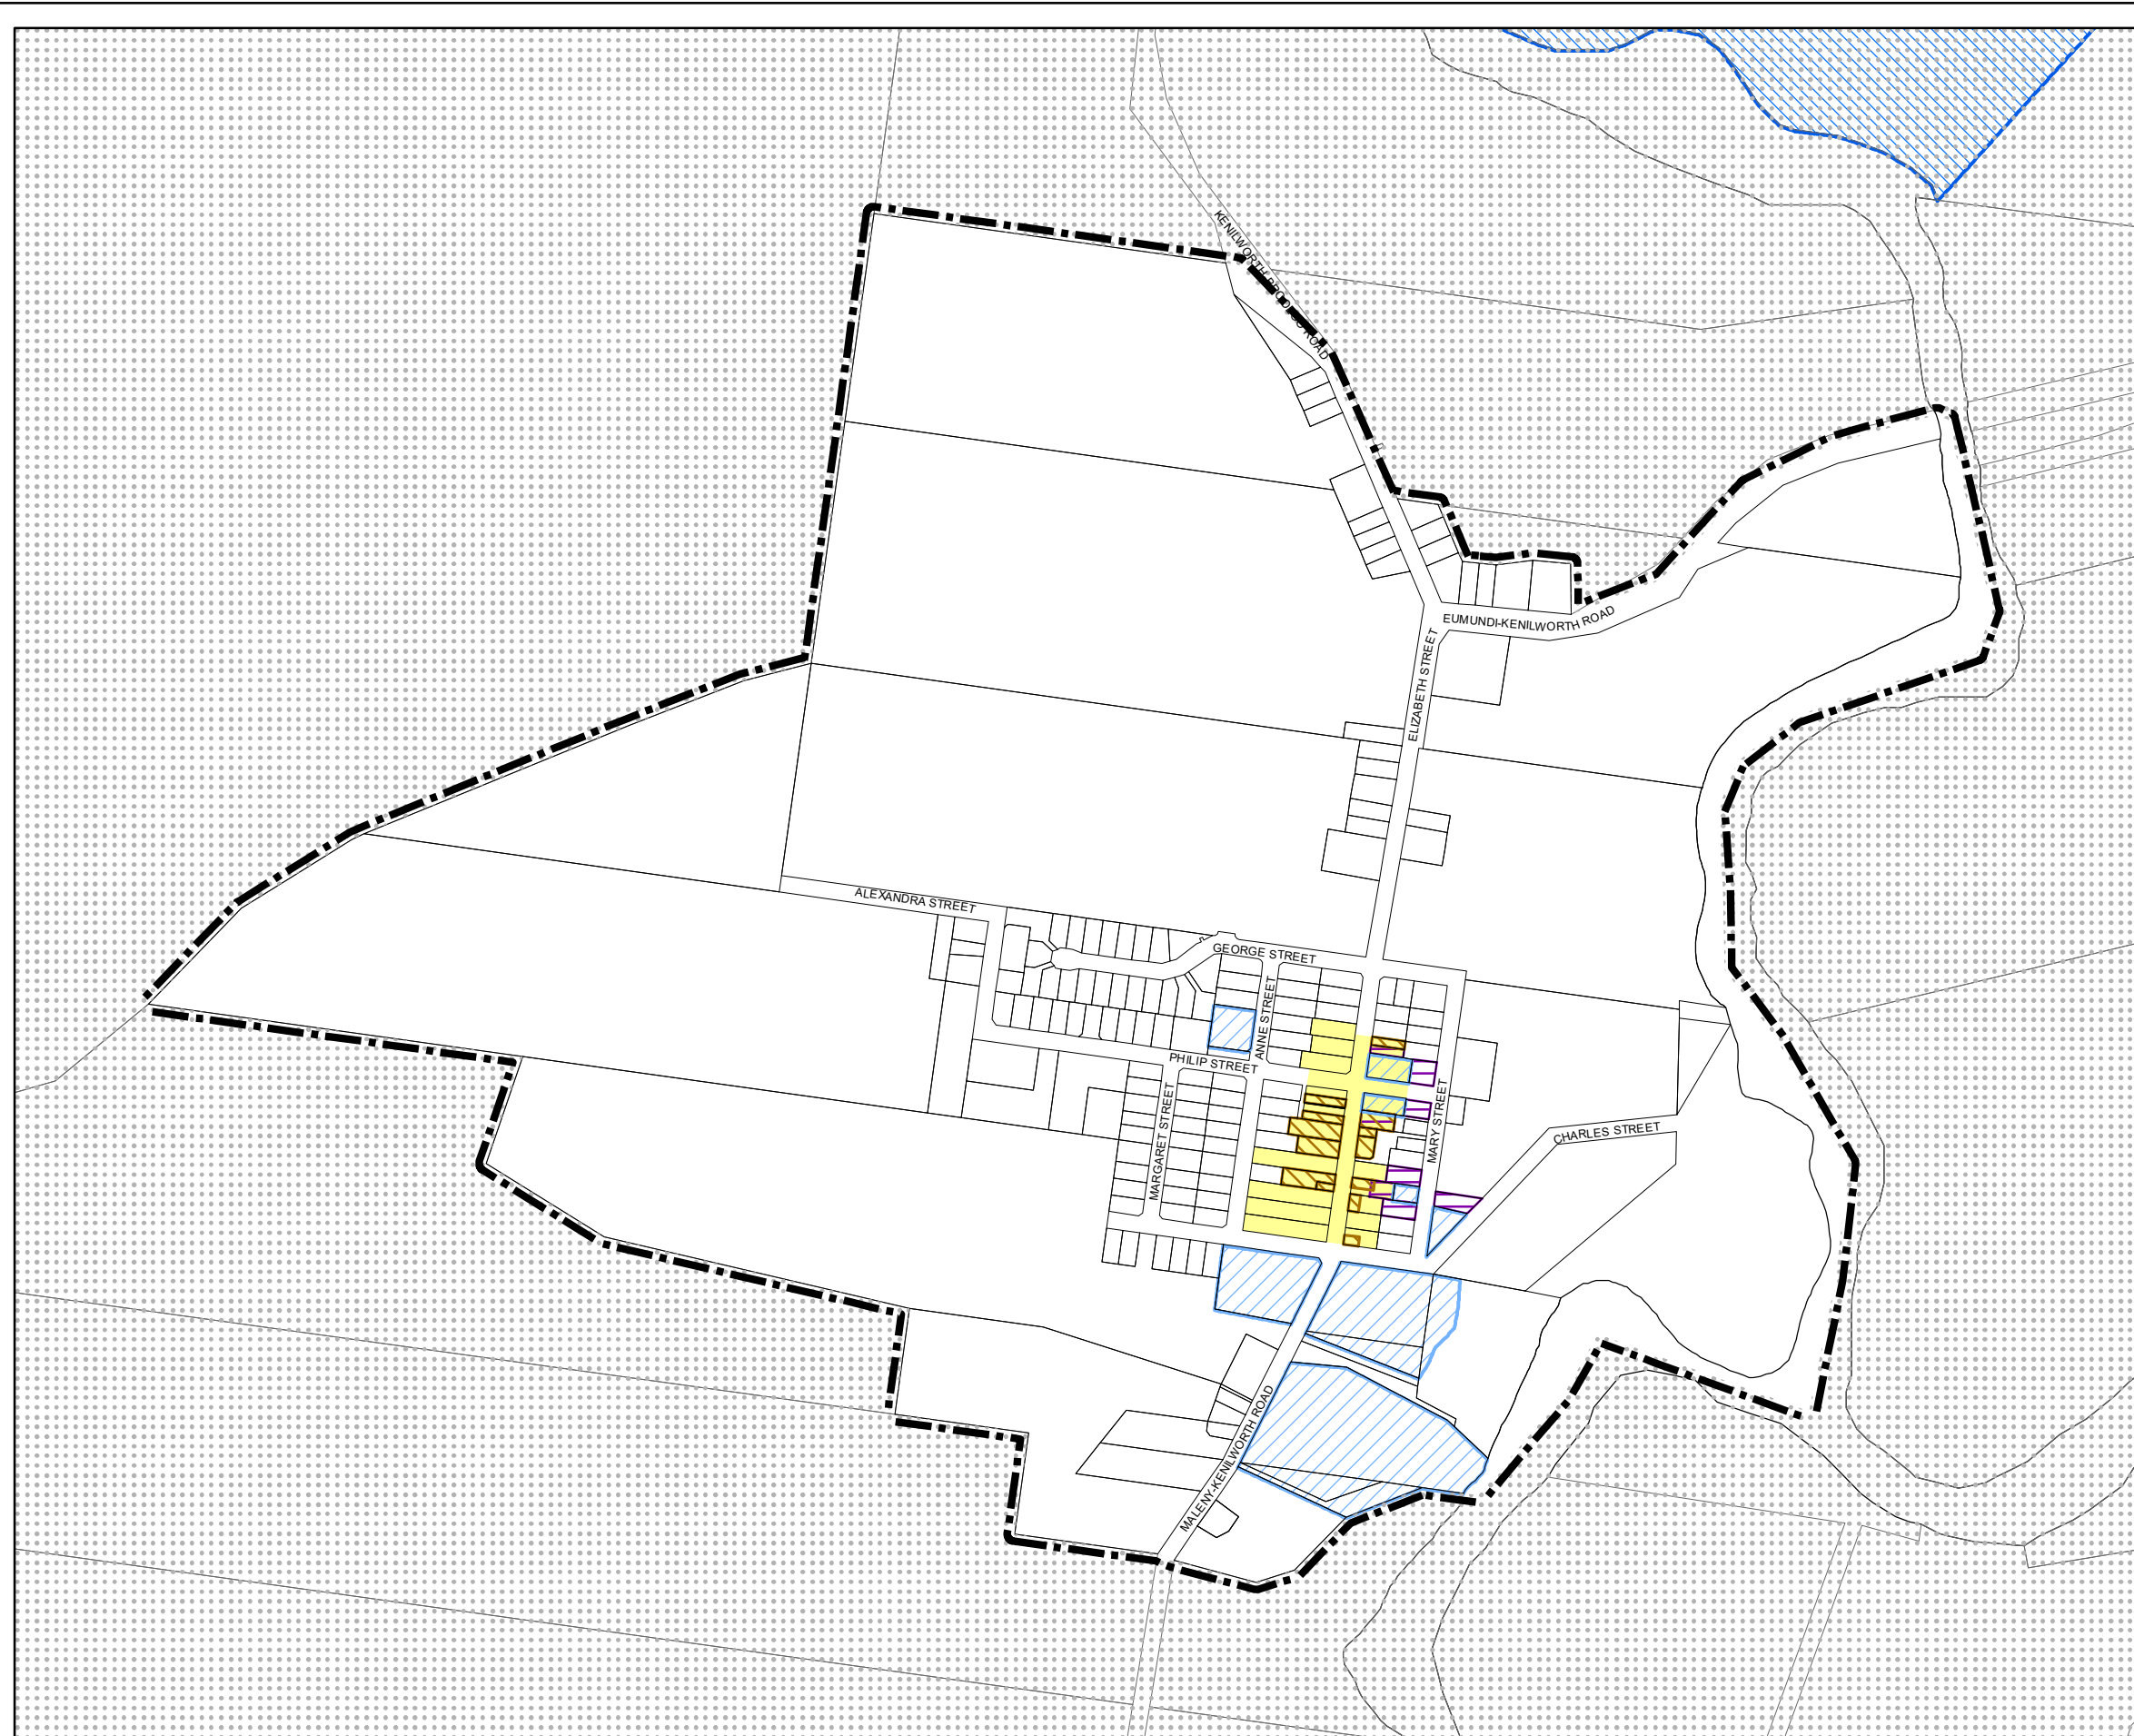 KENILWORTH BROOLOO ROAD
EUMUNDI-KENILWORTH ROAD
ELIZABETH STREET
ALEXANDRA STREET
GEORGE STREET
ANNE STREET
PHILIP STREET
MARGARET STREET
MARY STREET
CHARLES STREET
MALENY-KENILWORTH ROAD